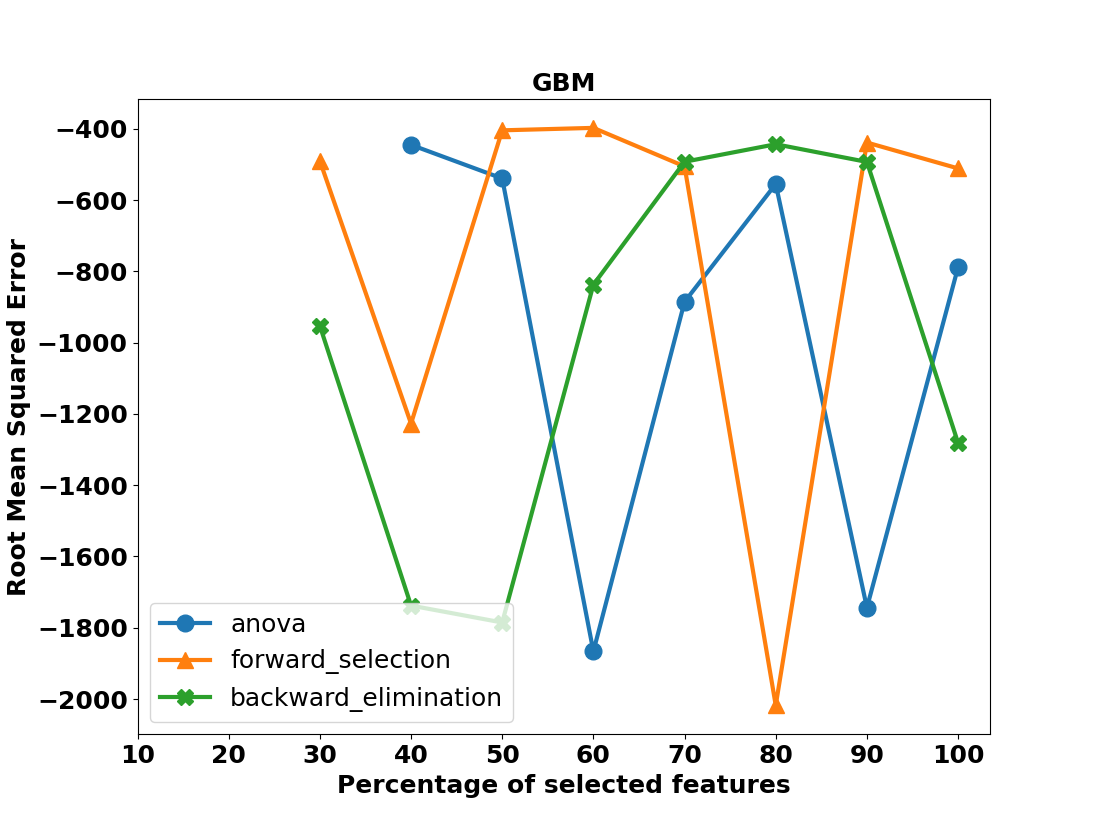 GBM
Root Mean Squared Error
−400
−600
−800
−1000
−1200
−1400
−1600
−1800
−2000
anova
forward_selection
backward_elimination
10 20 30 40 50 60 70 80 90 100
Percentage of selected features